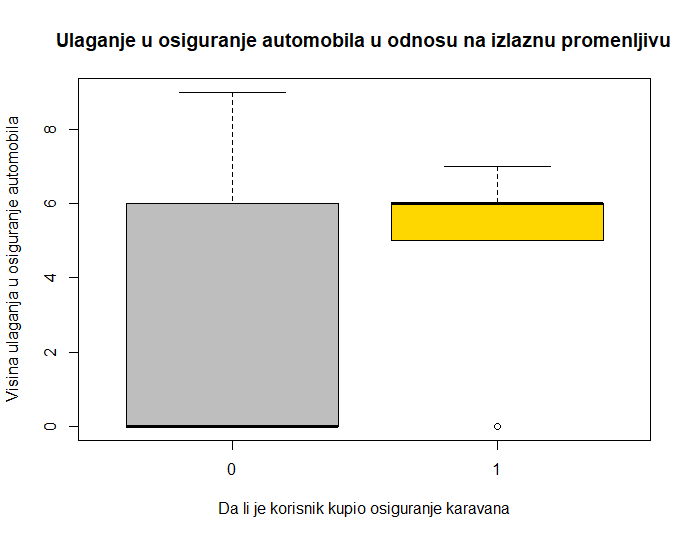 Ulaganje u osiguranje automobila u odnosu na izlaznu promenljivu
Visina ulaganja u osiguranje automobila
8
6
4
2
0
0 1
Da li je korisnik kupio osiguranje karavana